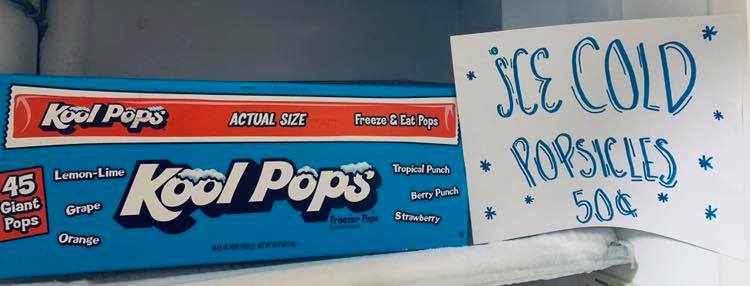 Kool Pops ACTUAL SIZE Freeze & Eat Pops
45
Giant
Pops
Lemon-Lime
Grape
Orange
Kool Pops
Freezer Pops
Tropical Punch
Berry Punch
Strawberry
ICE COLD
POPSICLES
50¢